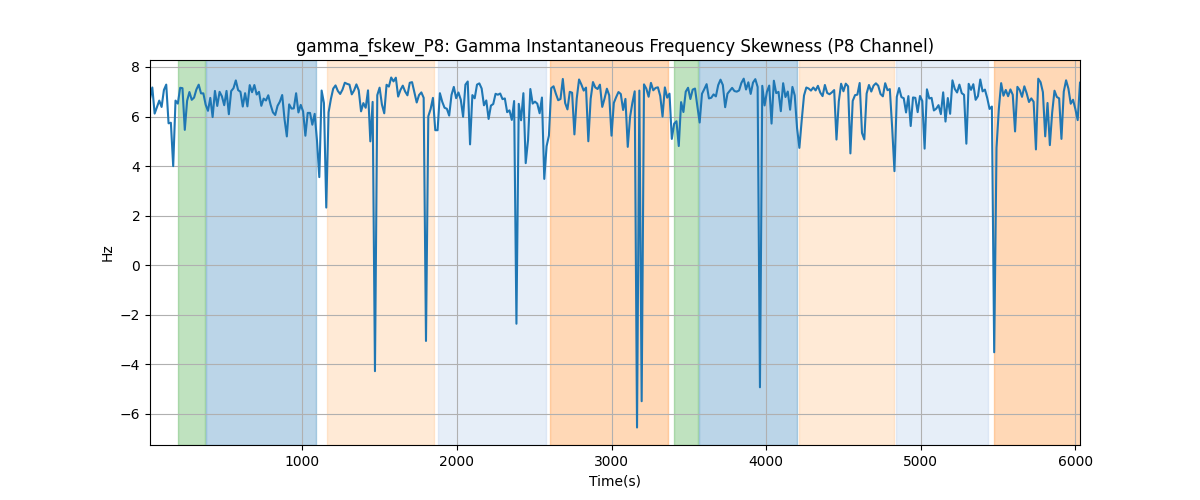 gamma_fskew_P8: Gamma Instantaneous Frequency Skewness (P8 Channel)
8
6
4
2
0
−2
−4
−6
Hz
1000 2000 3000 4000 5000 6000
Time(s)